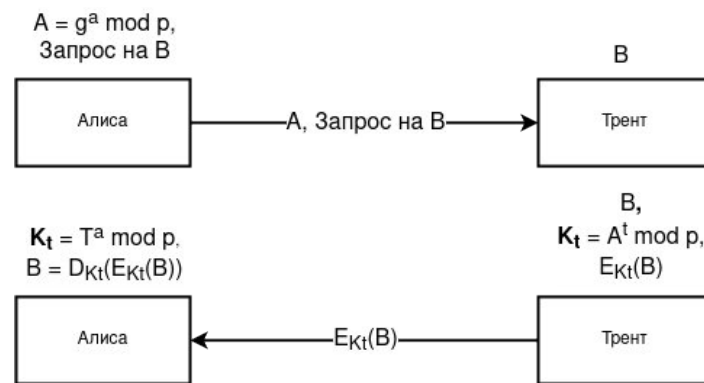 A = g^a mod p,
Запрос на B
B
Алиса
A, Запрос на B
Трент
B,
K_t = T^a mod p,
K_t = A^t mod p,
B = D_Kt(E_Kt(B))
E_Kt(B)
Алиса
E_Kt(B)
Трент